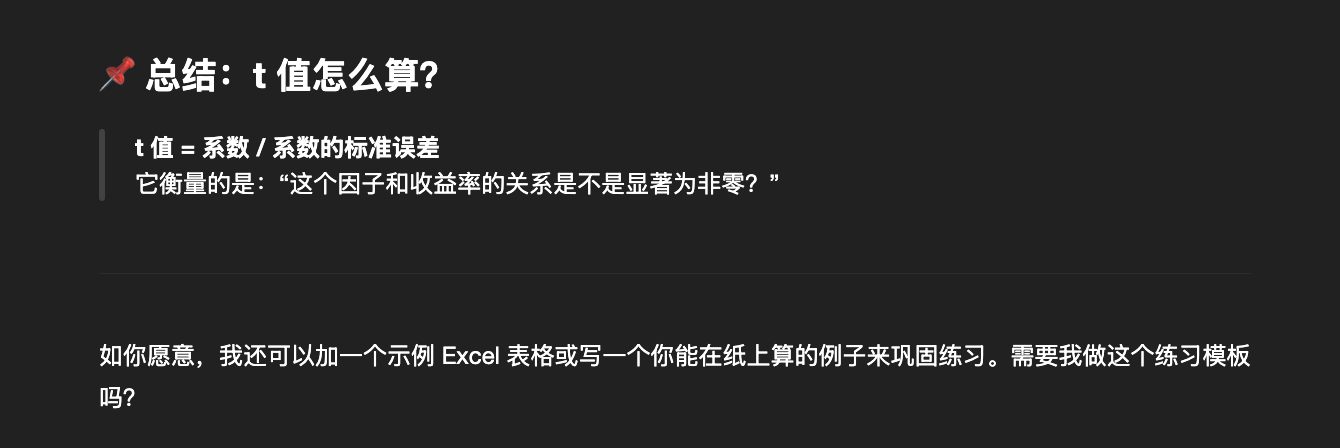 📌 总结：t 值怎么算？
t 值 = 系数 / 系数的标准误差
它衡量的是：“这个因子和收益率的关系是不是显著为非零？”
如你愿意，我还可以加一个示例 Excel 表格或写一个你能在纸上算的例子来巩固练习。需要我做这个练习模板
吗？